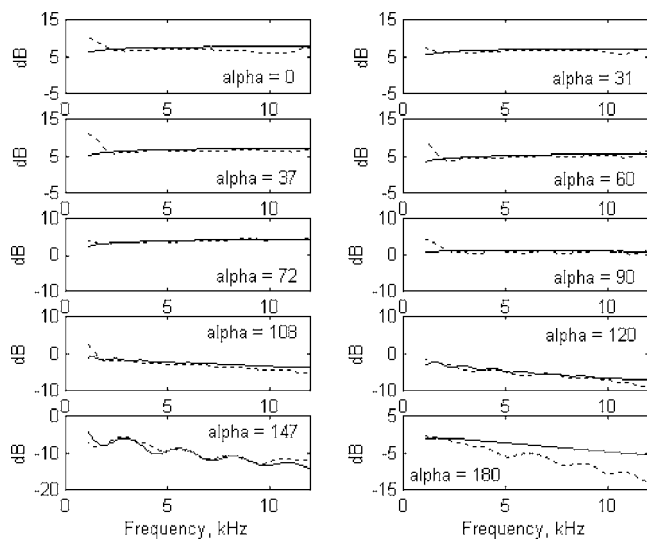 15
5
-5
dB
alpha = 0
0
5
10
15
5
-5
dB
alpha = 31
0
5
10
15
5
5
dB
alpha = 37
0
5
10
15
5
-5
dB
alpha = 60
0
5
10
10
0
-10
dB
alpha = 72
0
5
10
10
0
-10
dB
alpha = 90
0
5
10
10
0
-10
dB
alpha = 108
0
5
10
10
0
-10
dB
alpha = 120
0
5
10
0
-10
-20
dB
alpha = 147
0
5
10
Frequency, kHz
5
-5
-15
dB
alpha = 180
0
5
10
Frequency, kHz